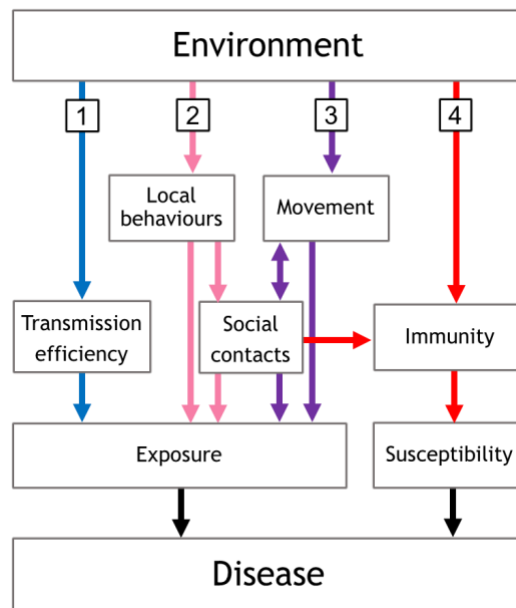 Environment
1 2 3 4
Local
behaviours
Movement
Transmission
efficiency
Social
contacts
Immunity
Exposure
Susceptibility
Disease